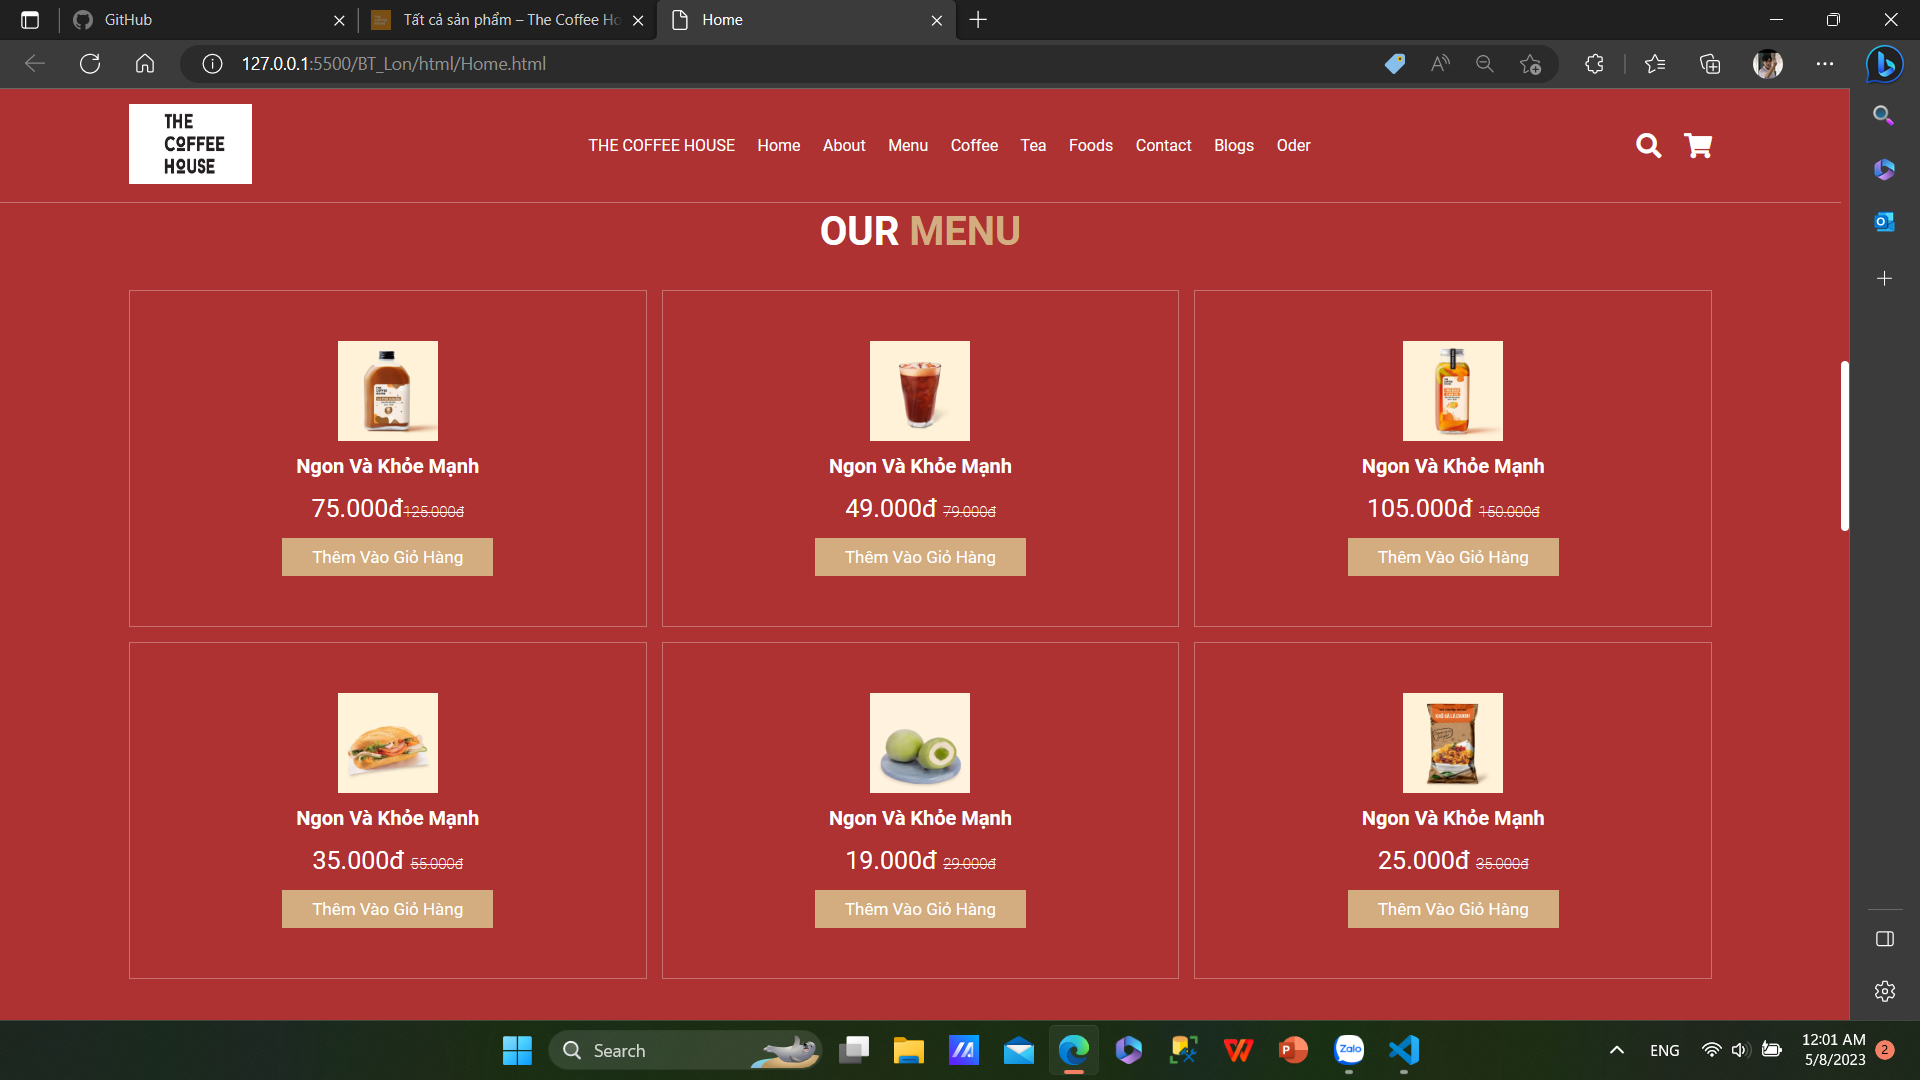 GitHub
Tất cả sản phẩm – The Coffee Ho
Home
127.0.0.1:5500/BT_Lon/html/Home.html
THE
COFFEE
HOUSE
THE COFFEE HOUSE Home About Menu Coffee Tea Foods Contact Blogs Oder
OUR MENU
Ngon Và Khỏe Mạnh
75.000đ 125.000đ
Thêm Vào Giỏ Hàng
Ngon Và Khỏe Mạnh
49.000đ 79.000đ
Thêm Vào Giỏ Hàng
Ngon Và Khỏe Mạnh
105.000đ 150.000đ
Thêm Vào Giỏ Hàng
Ngon Và Khỏe Mạnh
35.000đ 55.000đ
Thêm Vào Giỏ Hàng
Ngon Và Khỏe Mạnh
19.000đ 29.000đ
Thêm Vào Giỏ Hàng
Ngon Và Khỏe Mạnh
25.000đ 35.000đ
Thêm Vào Giỏ Hàng
Search
Zalo
ENG
12:01 AM
5/8/2023
2